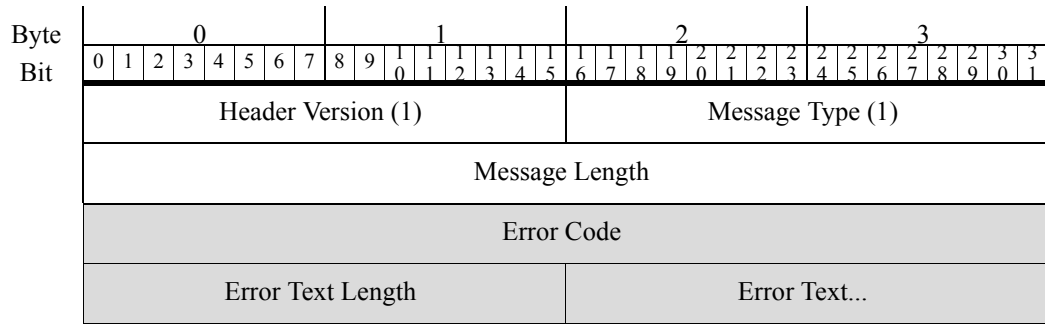 Byte 0 1 2 3
Bit 0 1 2 3 4 5 6 7 8 9 10 11 12 13 14 15 16 17 18 19 20 21 22 23 24 25 26 27 28 29 30 31
Header Version (1) Message Type (1)
Message Length
Error Code
Error Text Length Error Text...